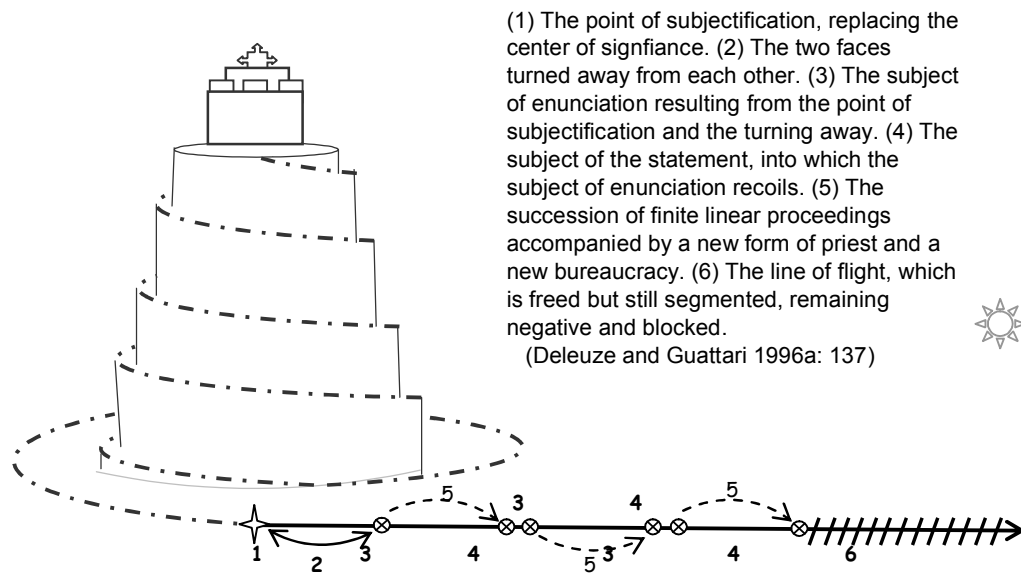 (1) The point of subjectification, replacing the
center of signfiance. (2) The two faces
turned away from each other. (3) The subject
of enunciation resulting from the point of
subjectification and the turning away. (4) The
subject of the statement, into which the
subject of enunciation recoils. (5) The
succession of finite linear proceedings
accompanied by a new form of priest and a
new bureaucracy. (6) The line of flight, which
is freed but still segmented, remaining
negative and blocked.
(Deleuze and Guattari 1996a: 137)
5 3 4 5
1 2 3 4 5 3 4 6